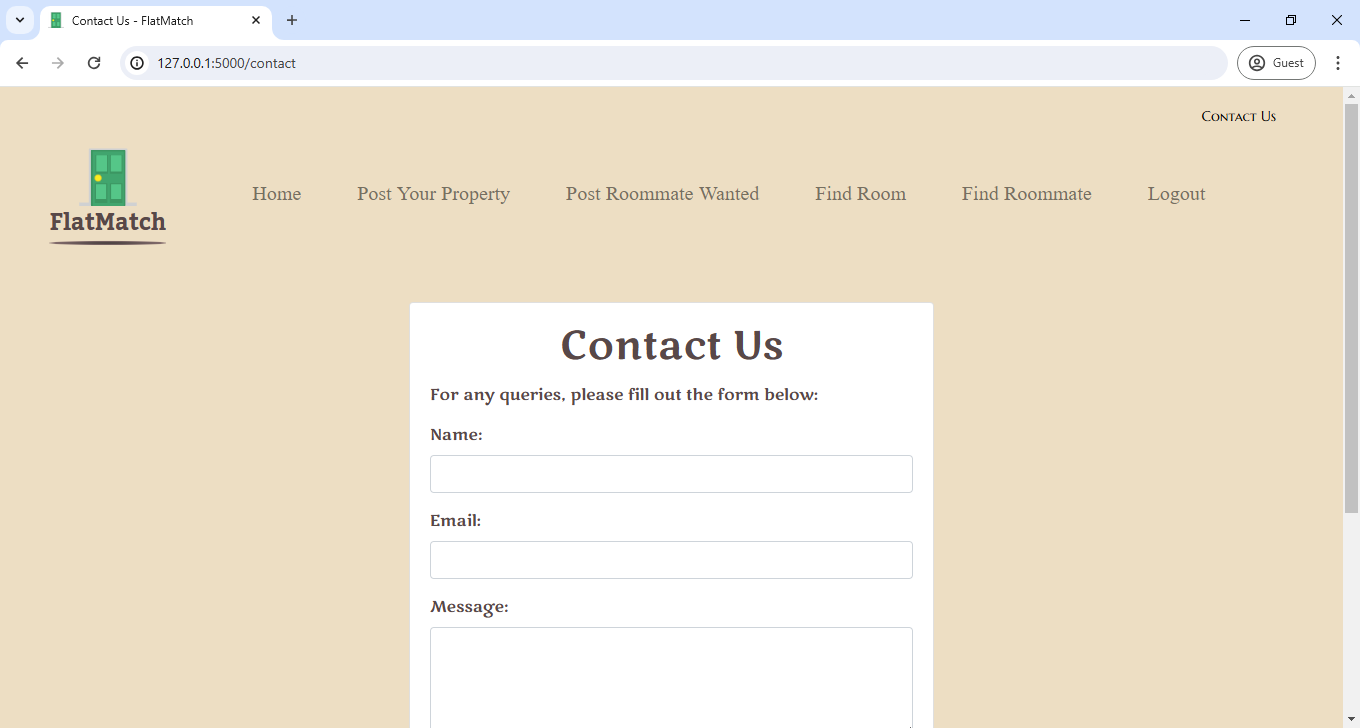 Contact Us - FlatMatch
127.0.0.1:5000/contact
Guest
Contact Us
FlatMatch
Home
Post Your Property
Post Roommate Wanted
Find Room
Find Roommate
Logout
Contact Us
For any queries, please fill out the form below:
Name:
Email:
Message: